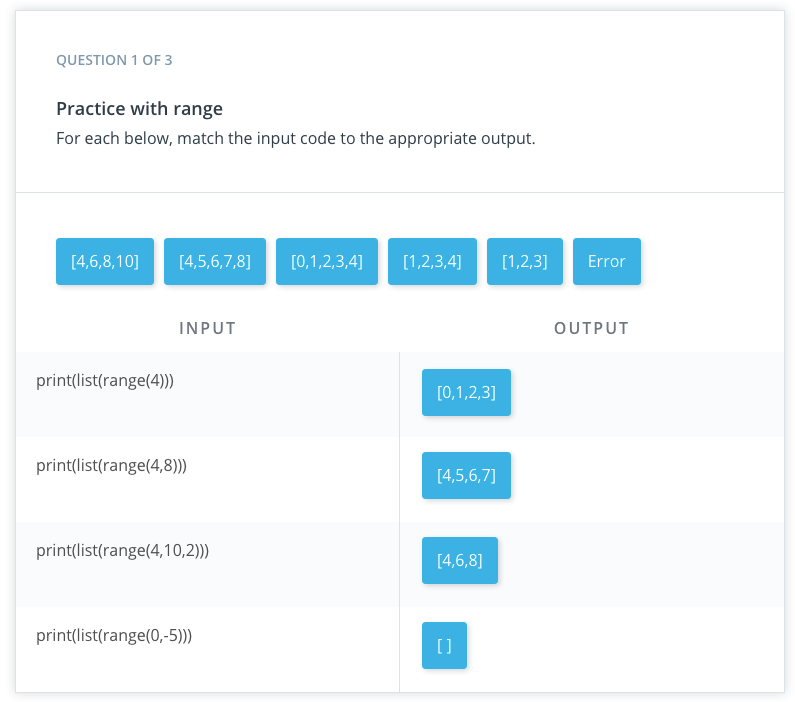 QUESTION 1 OF 3
Practice with range
For each below, match the input code to the appropriate output.
[4,6,8,10] [4,5,6,7,8] [0,1,2,3,4] [1,2,3,4] [1,2,3] Error
INPUT OUTPUT
print(list(range(4))) [0,1,2,3]
print(list(range(4,8))) [4,5,6,7]
print(list(range(4,10,2))) [4,6,8]
print(list(range(0,-5))) [ ]